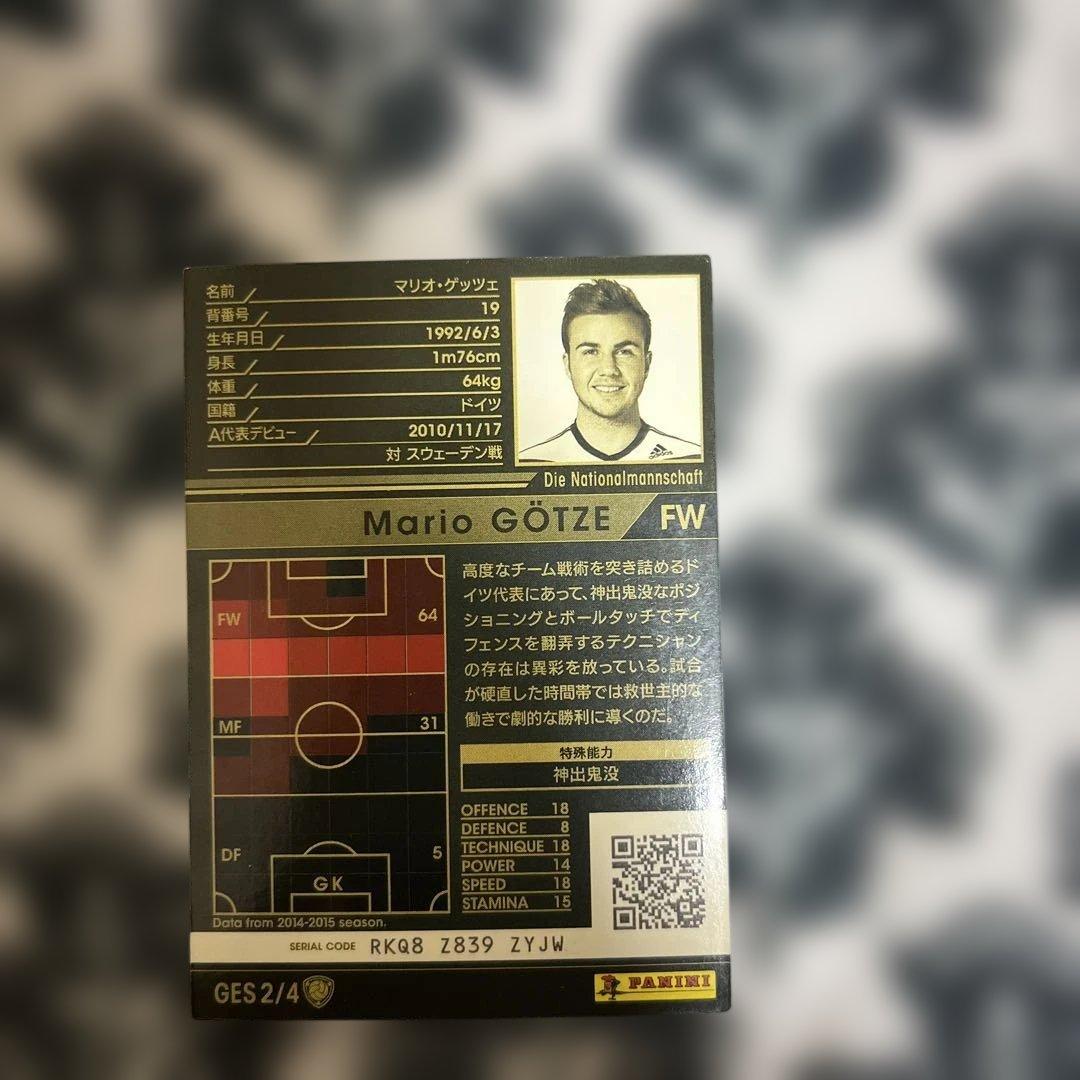 名前 マリオ・ゲッツェ
背番号 19
生年月日 1992/6/3
身長 1m76cm
体重 64kg
国籍 ドイツ
A代表デビュー 2010/11/17
対 スウェーデン戦
adidas
Die Nationalmannschaft
Mario GÖTZE FW
FW 64
MF 31
DF 5
GK
Data from 2014-2015 season.
高度なチーム戦術を突き詰めるド
イツ代表にあって、神出鬼没なポジ
ショニングとボールタッチでディ
フェンスを翻弄するテクニシャン
の存在は異彩を放っている。試合
が硬直した時間帯では救世主的な
働きで劇的な勝利に導くのだ。
特殊能力
神出鬼没
OFFENCE 18
DEFENCE 8
TECHNIQUE 18
POWER 14
SPEED 18
STAMINA 15
SERIAL CODE RKQ8 Z839 ZYJW
GES 2/4
PANINI